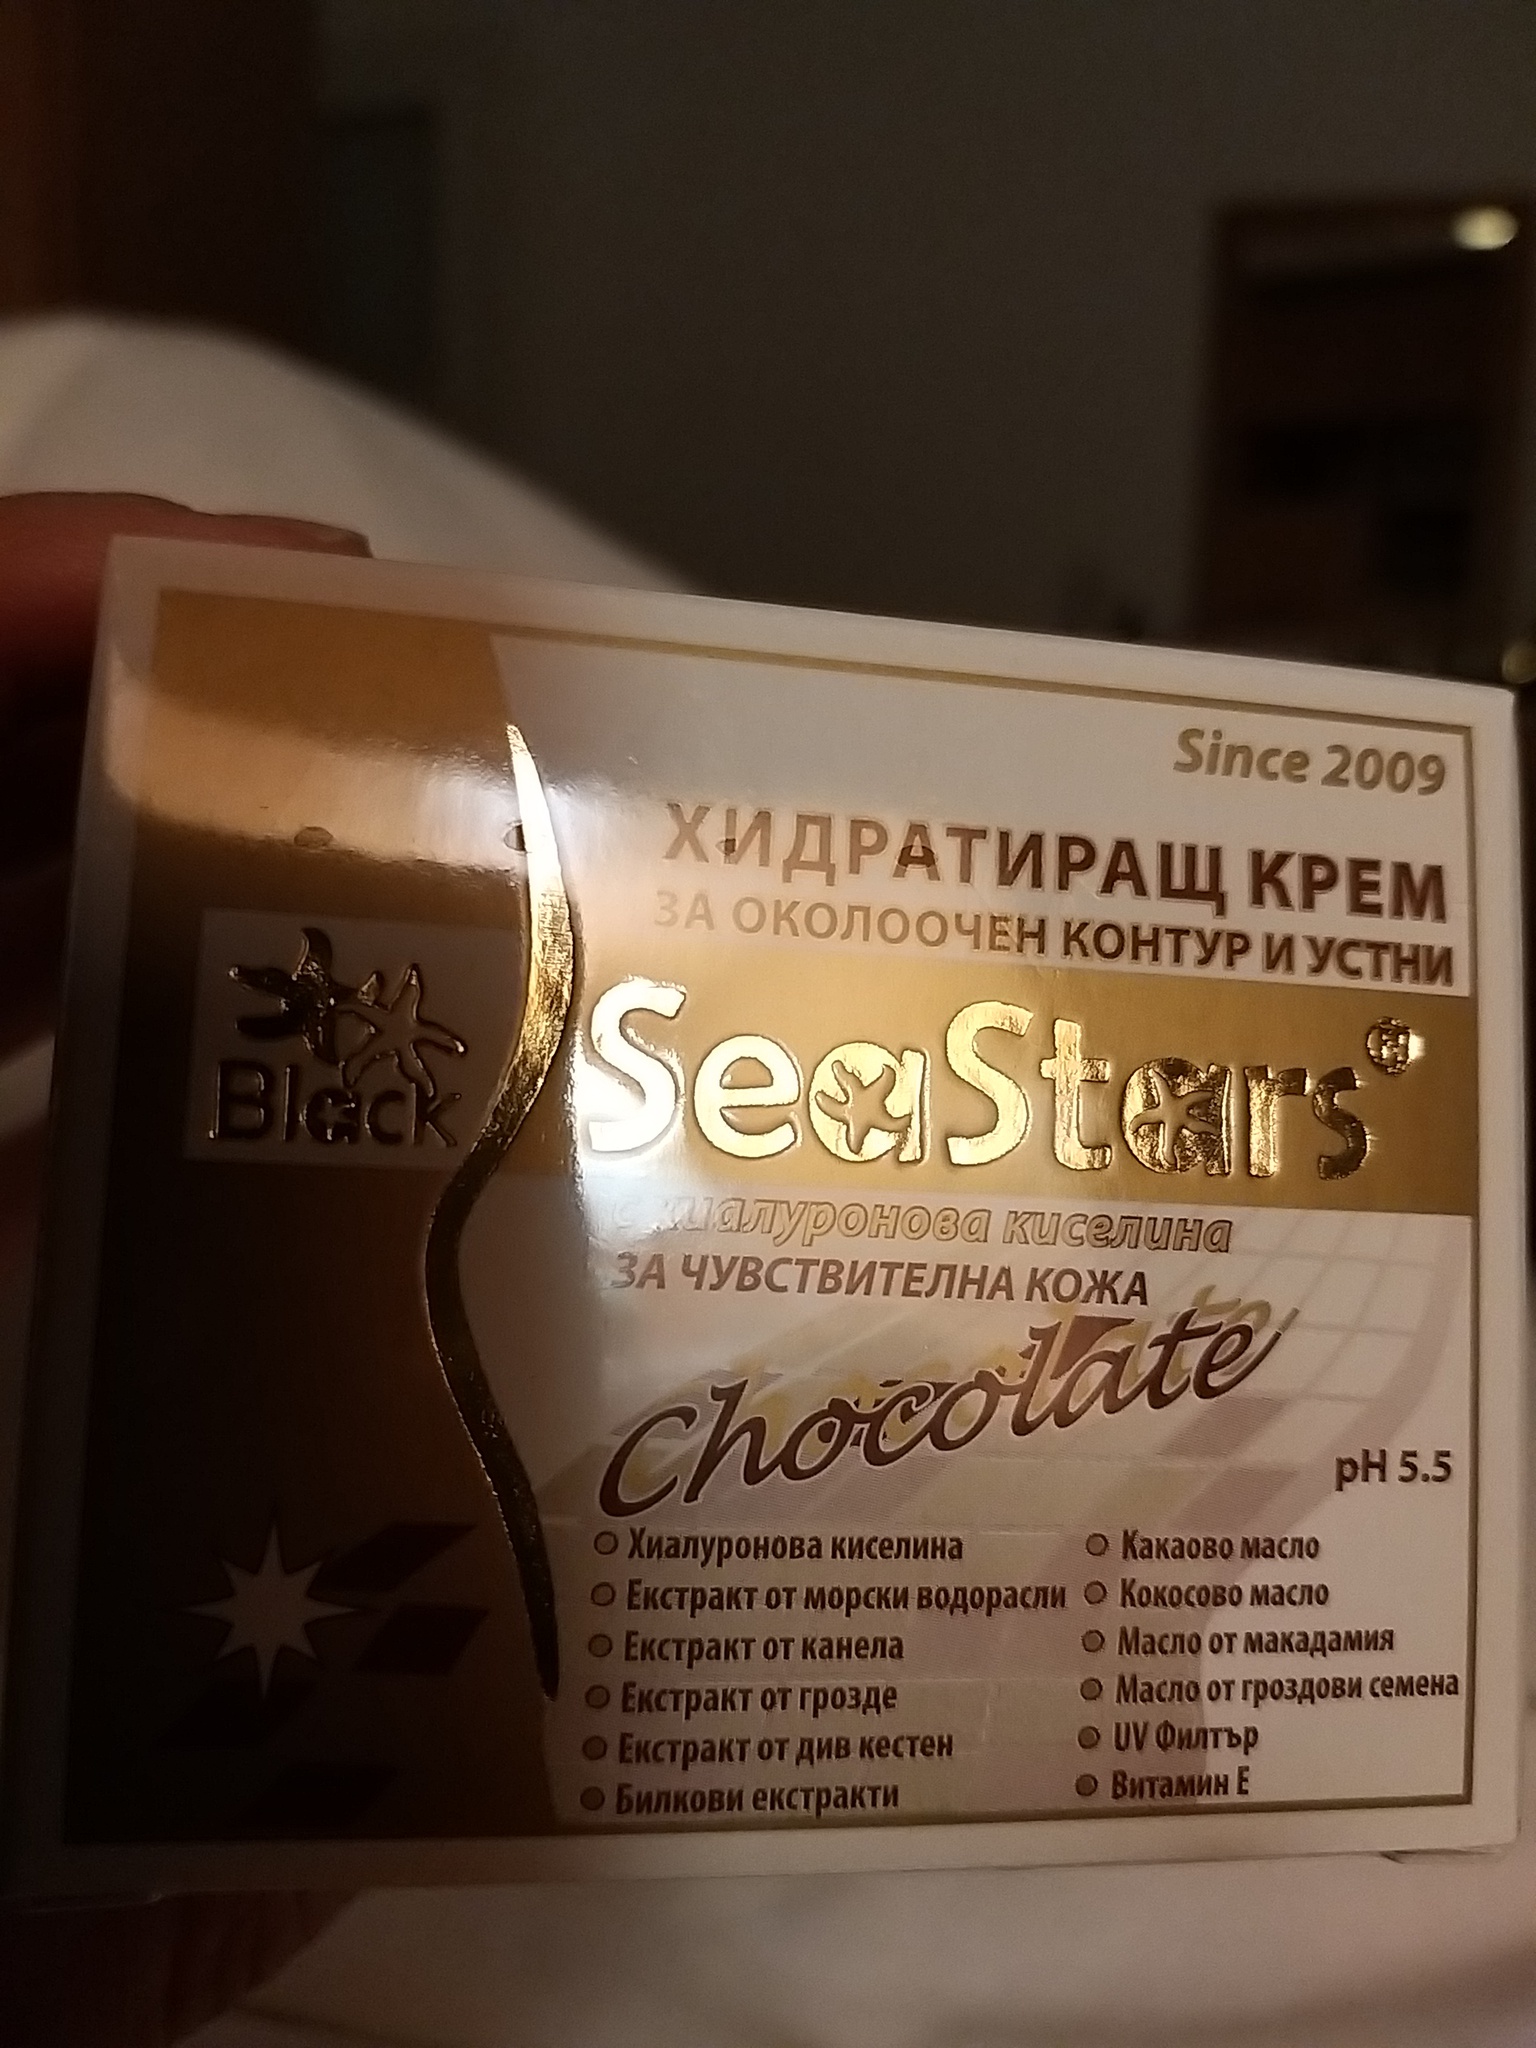 Since 2009
ХИДРАТИРАЩ КРЕМ
ЗА ОКОЛООЧЕН КОНТУР И УСТНИ
Black
SeaStars
хиалуронова киселина
ЗА ЧУВСТВИТЕЛНА КОЖА
Chocolate
pH 5.5
Хиалуронова киселина
Екстракт от морски водорасли
Екстракт от канела
Екстракт от грозде
Екстракт от див кестен
Билкови екстракти
Какаово масло
Кокосово масло
Масло от макадамия
Масло от гроздови семена
UV Филтър
Витамин Е